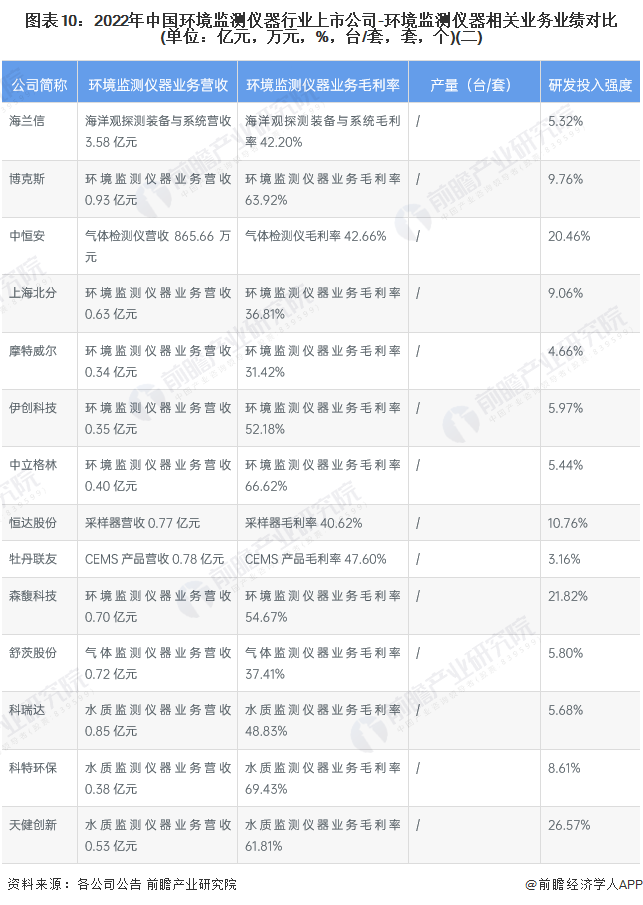 图表10：2022年中国环境监测仪器行业上市公司-环境监测仪器相关业务业绩对比
(单位：亿元，万元，%，台/套，套，个)(二)
公司简称 环境监测仪器业务营收 环境监测仪器业务毛利率 产量（台/套） 研发投入强度
海兰信 海洋观探测装备与系统营收 海洋观探测装备与系统毛利 / 5.32%
3.58 亿元 率 42.20%
博克斯 环境监测仪器业务营收 环境监测仪器业务毛利率 / 9.76%
0.93 亿元 63.92%
中恒安 气体检测仪营收 865.66 万 气体检测仪毛利率 42.66% / 20.46%
元
上海北分 环境监测仪器业务营收 环境监测仪器业务毛利率 / 9.06%
0.63 亿元 36.81%
摩特威尔 环境监测仪器业务营收 环境监测仪器业务毛利率 / 4.66%
0.34 亿元 31.42%
伊创科技 环境监测仪器业务营收 环境监测仪器业务毛利率 / 5.97%
0.35 亿元 52.18%
中立格林 环境监测仪器业务营收 环境监测仪器业务毛利率 / 5.44%
0.40 亿元 66.62%
恒达股份 采样器营收 0.77 亿元 采样器毛利率 40.62% / 10.76%
牡丹联友 CEMS 产品营收 0.78 亿元 CEMS 产品毛利率 47.60% / 3.16%
森馥科技 环境监测仪器业务营收 环境监测仪器业务毛利率 / 21.82%
0.70 亿元 54.67%
舒茨股份 气体监测仪器业务营收 气体监测仪器业务毛利率 / 5.80%
0.72 亿元 37.41%
科瑞达 水质监测仪器业务营收 水质监测仪器业务毛利率 / 5.68%
0.85 亿元 48.83%
科特环保 水质监测仪器业务营收 水质监测仪器业务毛利率 / 8.61%
0.38 亿元 69.43%
天健创新 水质监测仪器业务营收 水质监测仪器业务毛利率 / 26.57%
0.53 亿元 61.81%
资料来源：各公司公告 前瞻产业研究院 @前瞻经济学人APP
前瞻产业研究院